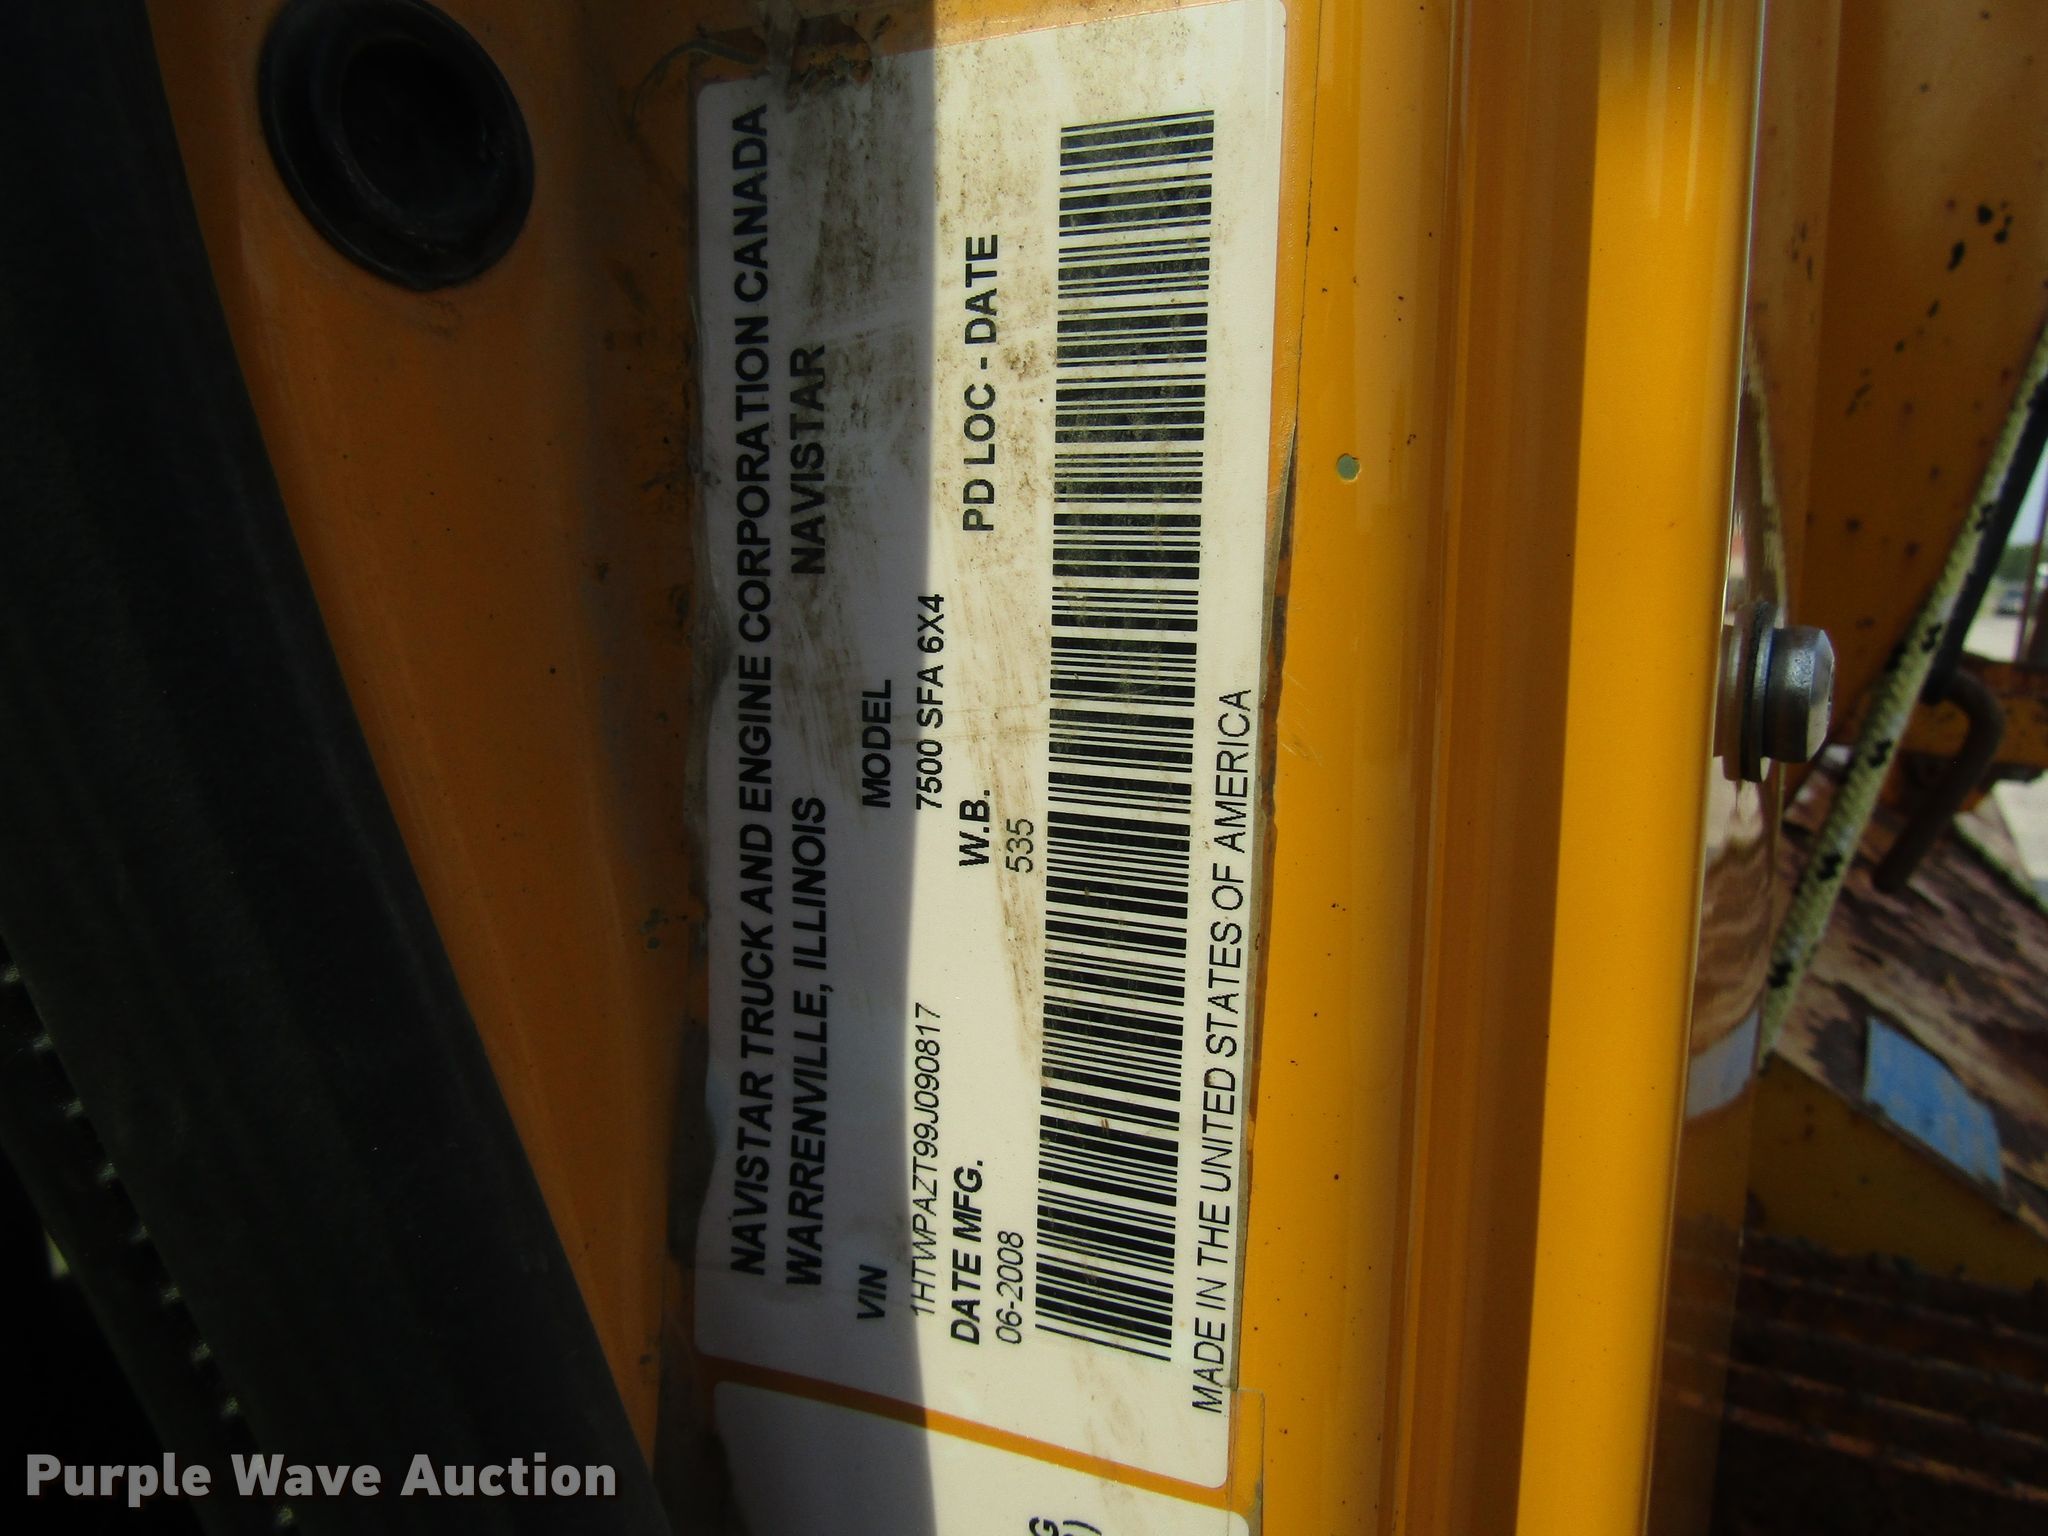 NAVISTAR TRUCK AND ENGINE CORPORATION CANADA
WARRENVILLE, ILLINOIS NAVISTAR
VIN MODEL
1HTWPAZT99J090817 7500 SFA 6X4
DATE MFG. W.B. PD LOC - DATE
06-2008 535
MADE IN THE UNITED STATES OF AMERICA
Purple Wave Auction